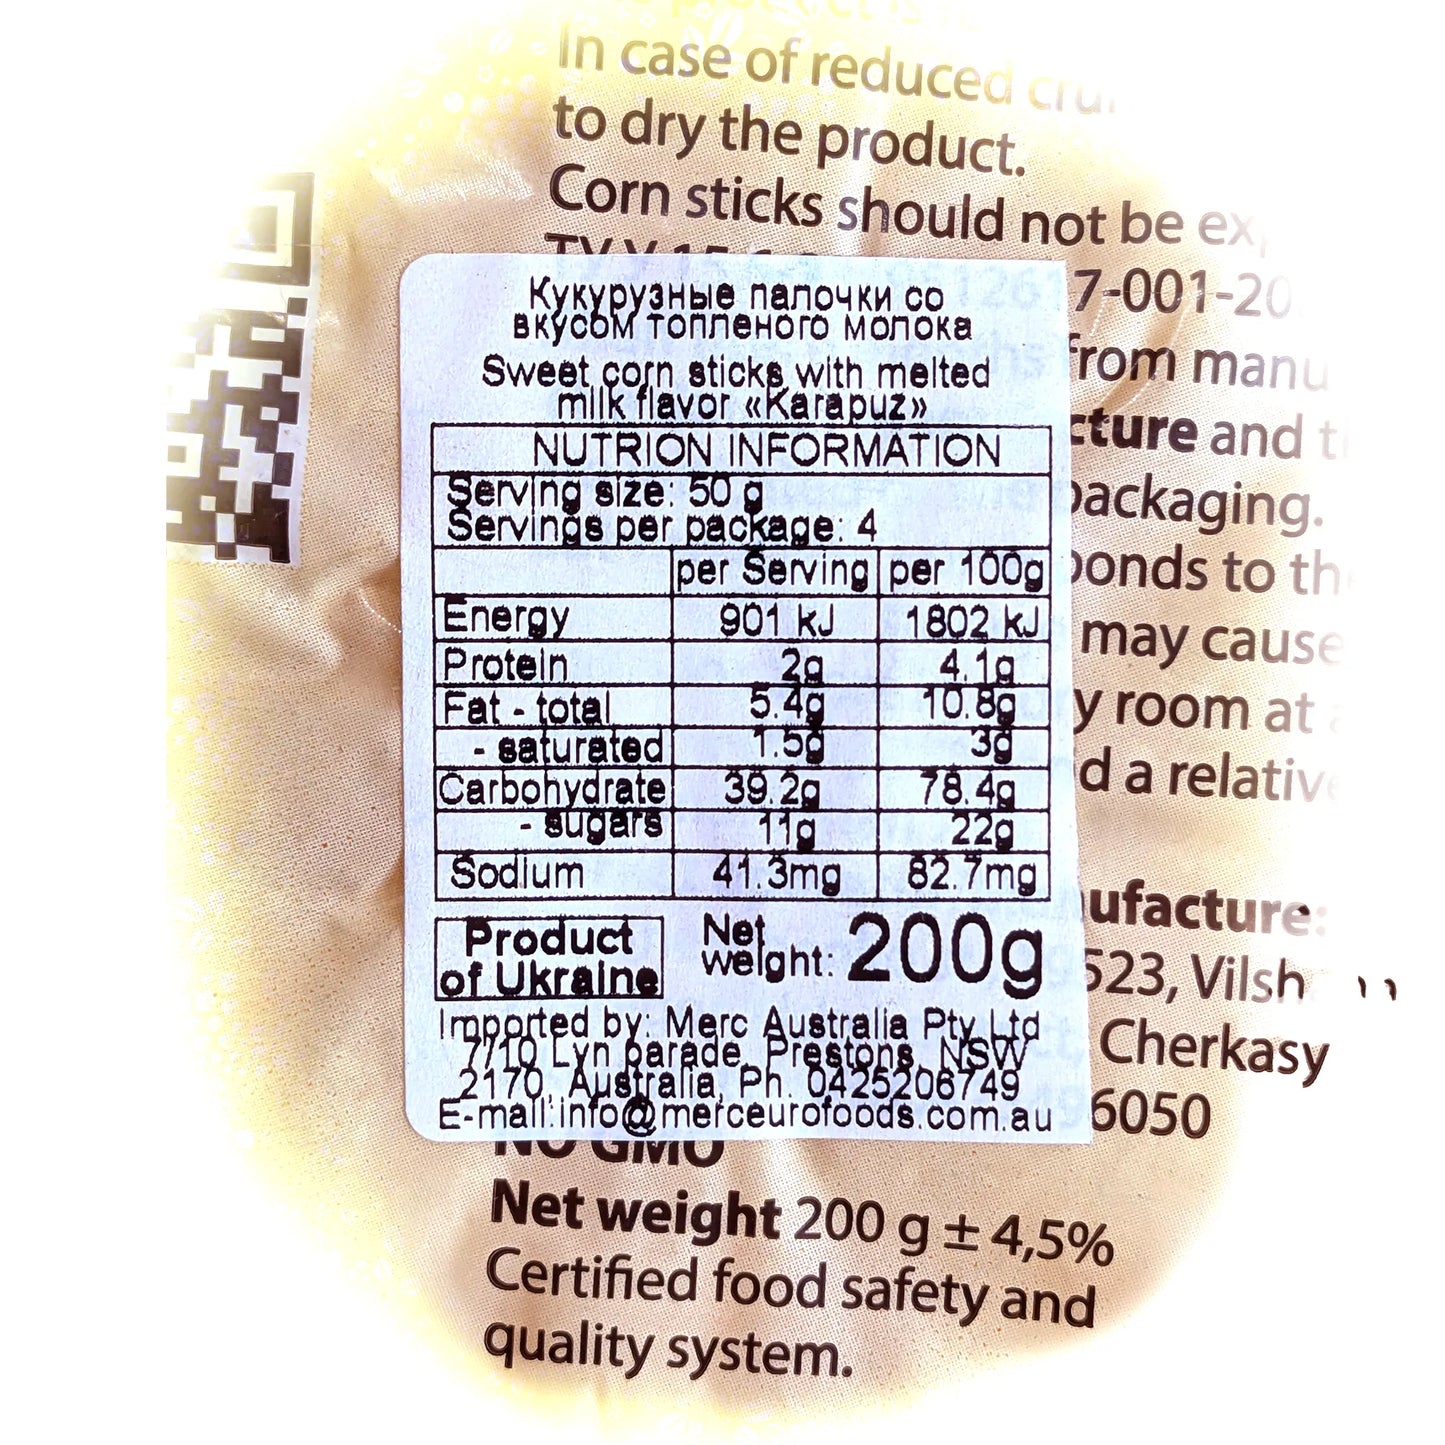 In case of reduced
to dry the product.
Corn sticks should not be
7-001-20
from
cture and
packaging.
ponds to
may cause
y room at
d a relative
Кукурузные палочки со
вкусом топленого молока
Sweet corn sticks with melted
milk flavor «Karapuz»
NUTRION INFORMATION
Serving size: 50 g
Servings per package: 4
per Serving per 100g
Energy 901 kJ 1802 kJ
Protein 2g 4.1g
Fat - total 5.4g 10.8g
- saturated 1.5g 3g
Carbohydrate 39.2g 78.4g
- sugars 11g 22g
Sodium 41.3mg 82.7mg
Product
of Ukraine
Net
weight: 200g
Imported by: Merc Australia Pty Ltd
7/10 Lyn parade, Prestons, NSW
2170, Australia, Ph. 0425206749
E-mail:info@merceurofoods.com.au
ufacture:
523,
Cherkasy
6050
NO GMO
Net weight 200 g ± 4,5%
Certified food safety and
quality system.